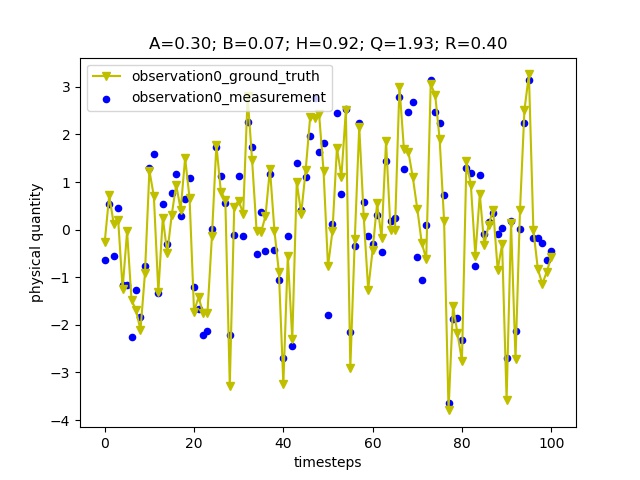 A=0.30; B=0.07; H=0.92; Q=1.93; R=0.40
observation0_ground_truth
observation0_measurement
physical quantity
3
2
1
0
−1
−2
−3
−4
0 20 40 60 80 100
timesteps